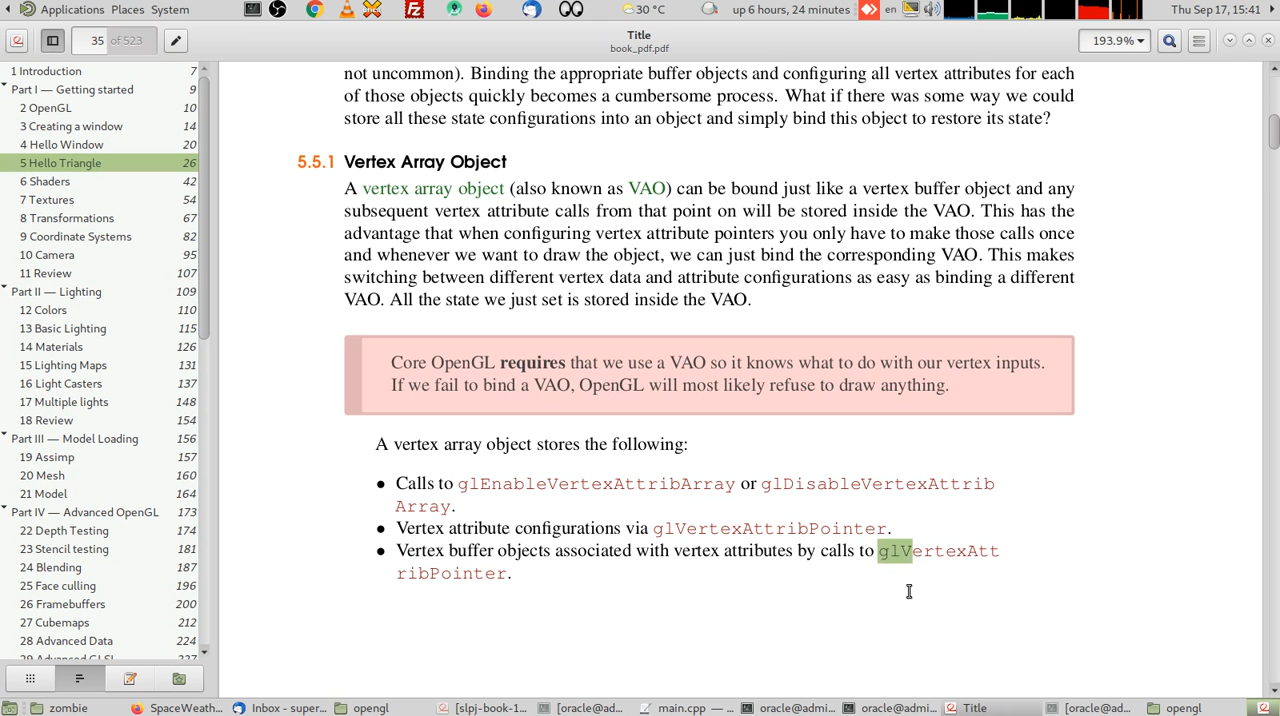 Applications Places System
30 °C
up 6 hours, 24 minutes
en
Thu Sep 17, 15:41
35 of 523
Title
book_pdf.pdf
193.9%
1 Introduction 7
Part I — Getting started 9
2 OpenGL 10
3 Creating a window 14
4 Hello Window 20
5 Hello Triangle 26
6 Shaders 42
7 Textures 54
8 Transformations 67
9 Coordinate Systems 82
10 Camera 95
11 Review 107
Part II — Lighting 109
12 Colors 110
13 Basic Lighting 115
14 Materials 126
15 Lighting Maps 131
16 Light Casters 137
17 Multiple lights 148
18 Review 154
Part III — Model Loading 156
19 Assimp 157
20 Mesh 160
21 Model 164
Part IV — Advanced OpenGL 173
22 Depth Testing 174
23 Stencil testing 181
24 Blending 187
25 Face culling 196
26 Framebuffers 200
27 Cubemaps 212
28 Advanced Data 224
29 Advanced GLSL 227
not uncommon). Binding the appropriate buffer objects and configuring all vertex attributes for each
of those objects quickly becomes a cumbersome process. What if there was some way we could
store all these state configurations into an object and simply bind this object to restore its state?
5.5.1 Vertex Array Object
A vertex array object (also known as VAO) can be bound just like a vertex buffer object and any
subsequent vertex attribute calls from that point on will be stored inside the VAO. This has the
advantage that when configuring vertex attribute pointers you only have to make those calls once
and whenever we want to draw the object, we can just bind the corresponding VAO. This makes
switching between different vertex data and attribute configurations as easy as binding a different
VAO. All the state we just set is stored inside the VAO.
Core OpenGL requires that we use a VAO so it knows what to do with our vertex inputs.
If we fail to bind a VAO, OpenGL will most likely refuse to draw anything.
A vertex array object stores the following:
• Calls to glEnableVertexAttribArray or glDisableVertexAttrib
Array.
• Vertex attribute configurations via glVertexAttribPointer.
• Vertex buffer objects associated with vertex attributes by calls to glVertexAtt
ribPointer.
zombie
SpaceWeath...
Inbox - super...
opengl
[slpj-book-1...
[oracle@ad...
main.cpp — ...
oracle@admi...
oracle@admi...
Title
[oracle@ad...
opengl